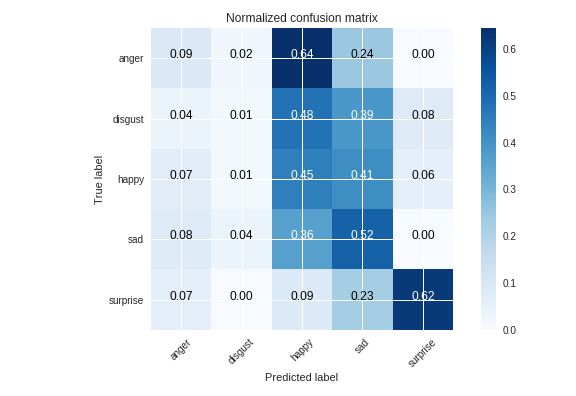 Normalized confusion matrix
anger 0.09 0.02 0.64 0.24 0.00
disgust 0.04 0.01 0.48 0.39 0.08
happy 0.07 0.01 0.45 0.41 0.06
sad 0.08 0.04 0.36 0.52 0.00
surprise 0.07 0.00 0.09 0.23 0.62
True label
anger disgust happy sad surprise
Predicted label
0.6
0.5
0.4
0.3
0.2
0.1
0.0